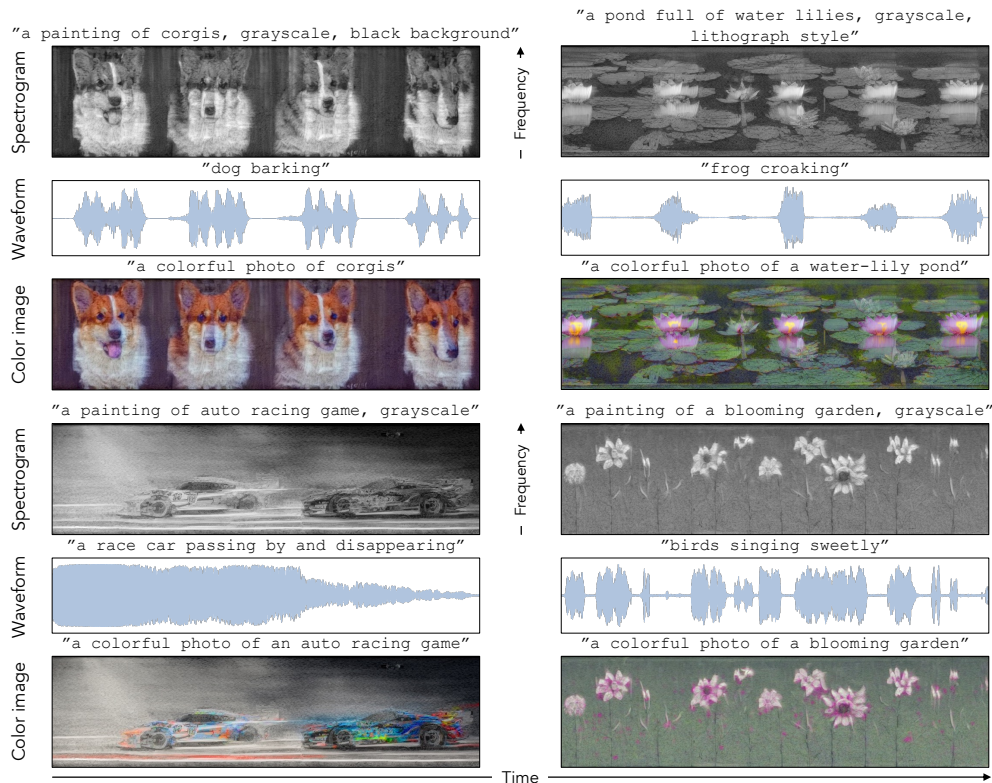 "a painting of corgis, grayscale, black background"
Spectrogram
"dog barking"
Waveform
"a colorful photo of corgis"
Color image
"a pond full of water lilies, grayscale,
lithograph style"
Frequency
"frog croaking"
"a colorful photo of a water-lily pond"
"a painting of auto racing game, grayscale"
Spectrogram
"a race car passing by and disappearing"
Waveform
"a colorful photo of an auto racing game"
Color image
"a painting of a blooming garden, grayscale"
Frequency
"birds singing sweetly"
"a colorful photo of a blooming garden"
Time